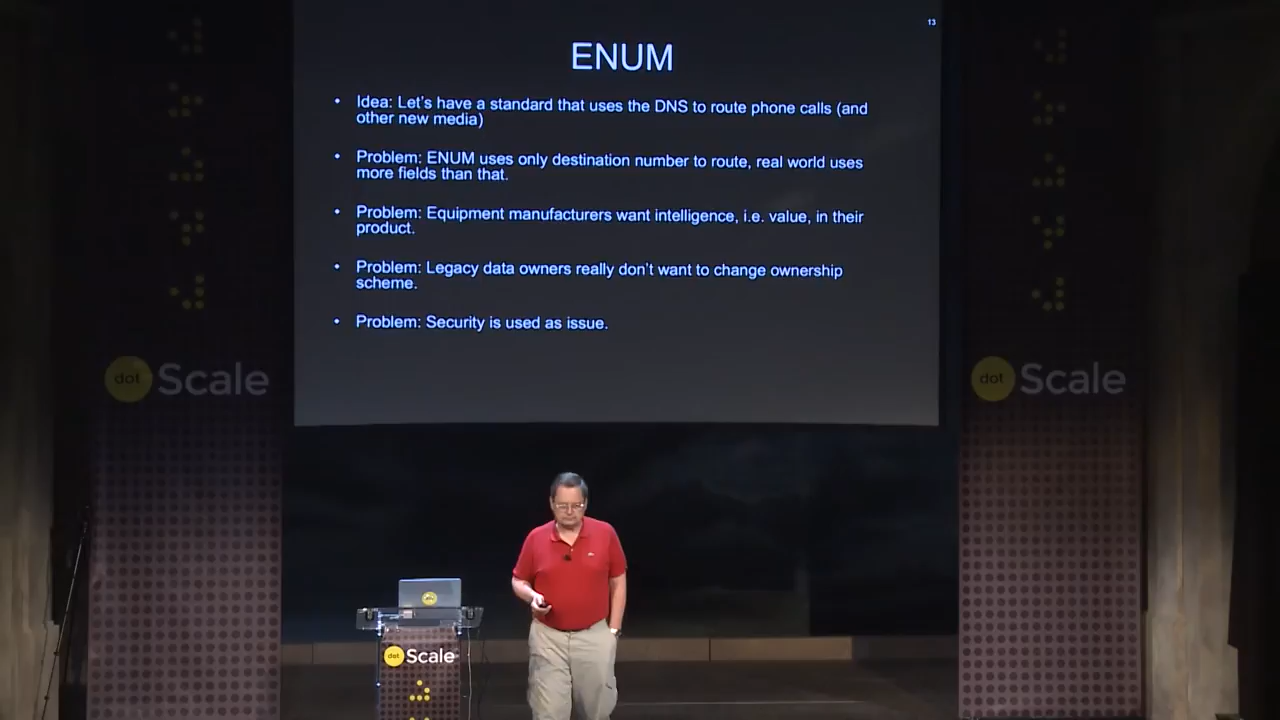 13
ENUM
• Idea: Let's have a standard that uses the DNS to route phone calls (and
other new media)
• Problem: ENUM uses only destination number to route, real world uses
more fields than that.
• Problem: Equipment manufacturers want intelligence, i.e. value, in their
product.
• Problem: Legacy data owners really don't want to change ownership
scheme.
• Problem: Security is used as issue.
dot Scale
dot Scale
dot Scale